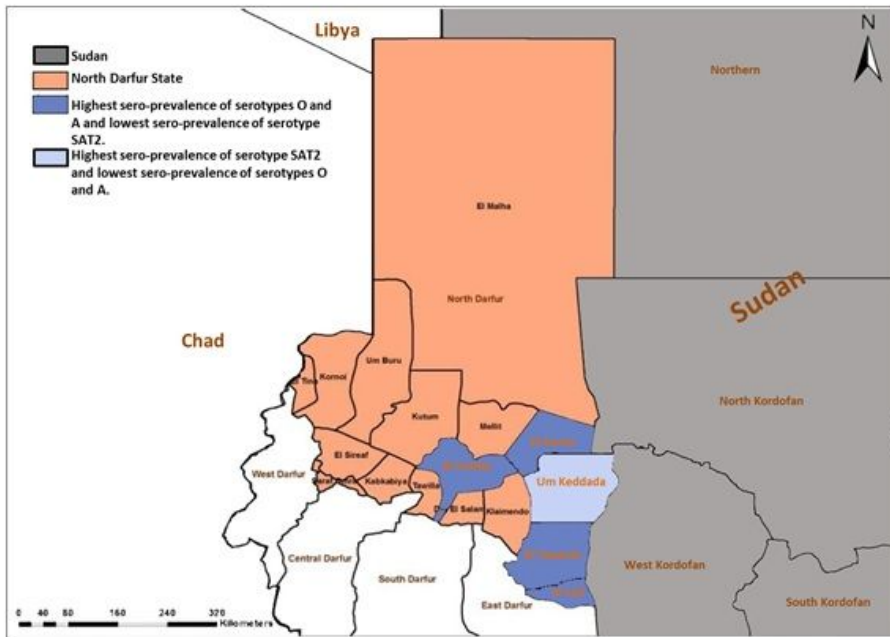 Libya
N
Sudan
North Darfur State
Highest sero-prevalence of serotypes O and
A and lowest sero-prevalence of serotype
SAT2.
Highest sero-prevalence of serotype SAT2
and lowest sero-prevalence of serotypes O
and A.
Northern
El Malha
North Darfur
Sudan
Chad
Um Buru
Kornoi
El Tina
North Kordofan
Kutum
Mellit
El Sireaf
West Darfur
Kabkabiya
Tawilla
Um Keddada
El Salam
Klaimendo
Central Darfur
South Darfur
West Kordofan
East Darfur
South Kordofan
0 40 80 160 240 320
Kilometers